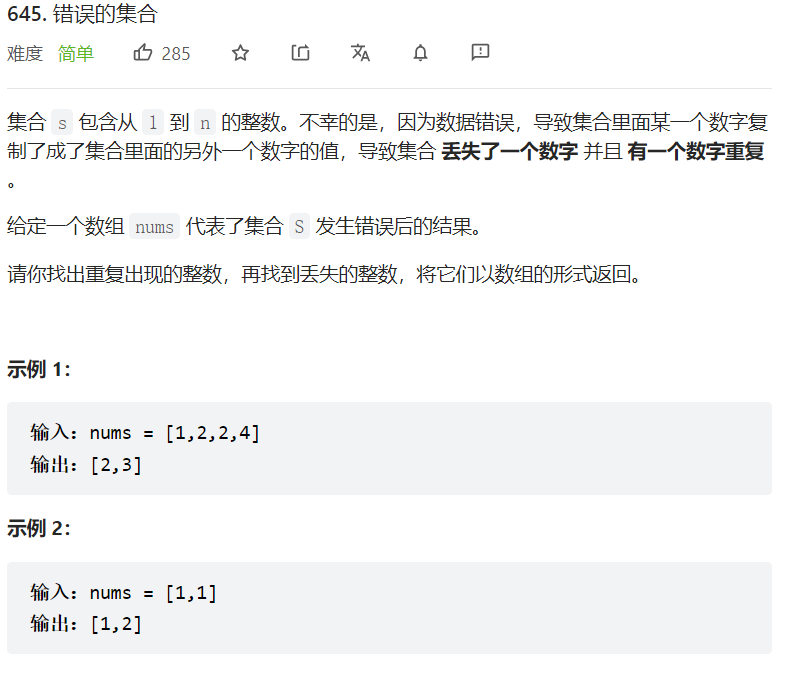 645. 错误的集合
难度 简单 285
集合 s 包含从 1 到 n 的整数。不幸的是，因为数据错误，导致集合里面某一个数字复
制了成了集合里面的另外一个数字的值，导致集合 丢失了一个数字 并且 有一个数字重复
。
给定一个数组 nums 代表了集合 S 发生错误后的结果。
请你找出重复出现的整数，再找到丢失的整数，将它们以数组的形式返回。
示例 1：
输入：nums = [1,2,2,4]
输出：[2,3]
示例 2：
输入：nums = [1,1]
输出：[1,2]